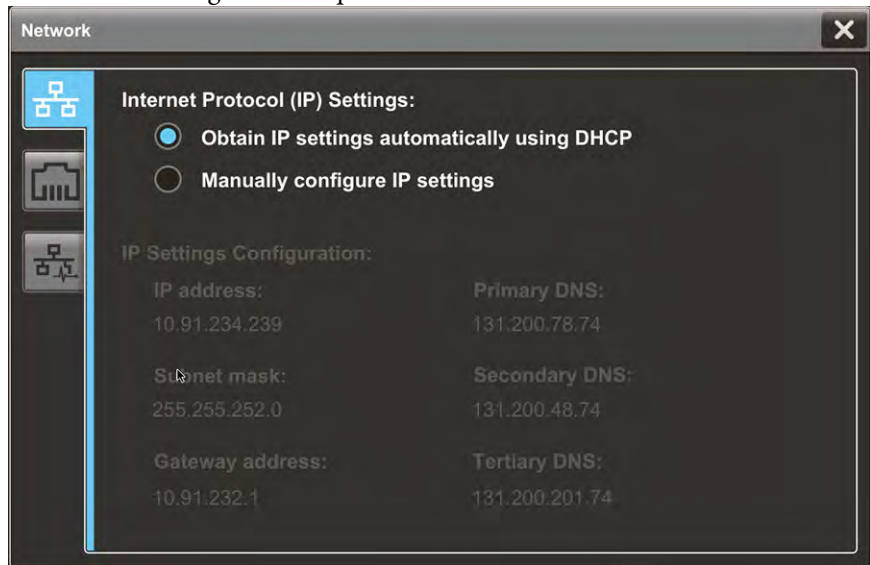 Network
Internet Protocol (IP) Settings:
Obtain IP settings automatically using DHCP
Manually configure IP settings
IP Settings Configuration:
IP address:
Primary DNS:
10.91.234.239
131.200.78.74
Subnet mask:
Secondary DNS:
255.255.252.0
131.200.48.74
Gateway address:
Tertiary DNS:
10.91.232.1
131.200.201.74